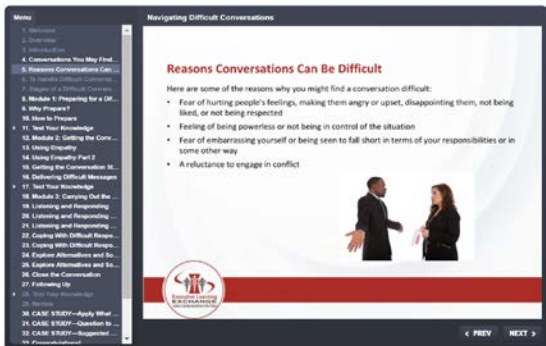 Menu
Navigating Difficult Conversations
1. Welcome
2. Overview
3. Introduction
4. Conversations You May Find...
5. Reasons Conversations Can ...
6. To Handle Difficult Conversat...
7. Stages of a Difficult Convers...
8. Module 1: Preparing for a Dif...
9. Why Prepare?
10. How to Prepare
11. Test Your Knowledge
12. Module 2: Getting the Conv...
13. Using Empathy
14. Using Empathy Part 2
15. Getting the Conversation St...
16. Delivering Difficult Messages
17. Test Your Knowledge
18. Module 3: Carrying Out the ...
19. Listening and Responding
20. Listening and Responding ...
21. Listening and Responding ...
22. Coping With Difficult Respo...
23. Coping With Difficult Respo...
24. Explore Alternatives and So...
25. Explore Alternatives and So...
26. Close the Conversation
27. Following Up
28. Test Your Knowledge
29. Review
30. CASE STUDY—Apply What ...
31. CASE STUDY—Question to ...
32. CASE STUDY—Suggested ...
33. Congratulations!
Reasons Conversations Can Be Difficult
Here are some of the reasons why you might find a conversation difficult:
• Fear of hurting people's feelings, making them angry or upset, disappointing them, not being
liked, or not being respected
• Feeling of being powerless or not being in control of the situation
• Fear of embarrassing yourself or being seen to fall short in terms of your responsibilities or in
some other way
• A reluctance to engage in conflict
Executive Learning
EXCHANGE
< PREV
NEXT >